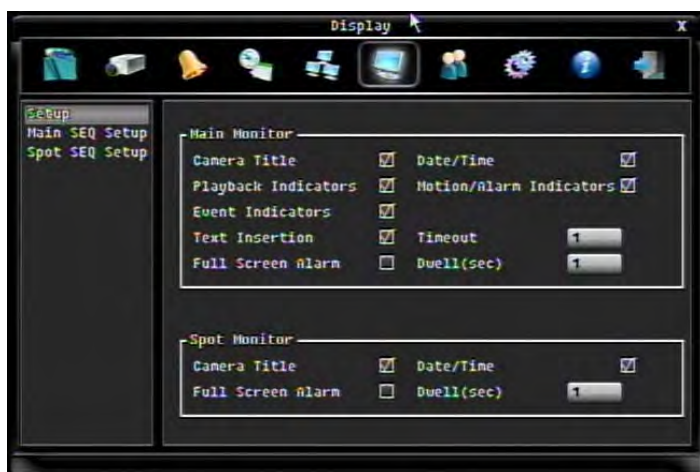 Display X
Setup
Main SEQ Setup
Spot SEQ Setup
Main Monitor
Camera Title Date/Time
Playback Indicators Motion/Alarm Indicators
Event Indicators
Text Insertion Timeout 1
Full Screen Alarm Dwell(sec) 1
Spot Monitor
Camera Title Date/Time
Full Screen Alarm Dwell(sec) 1